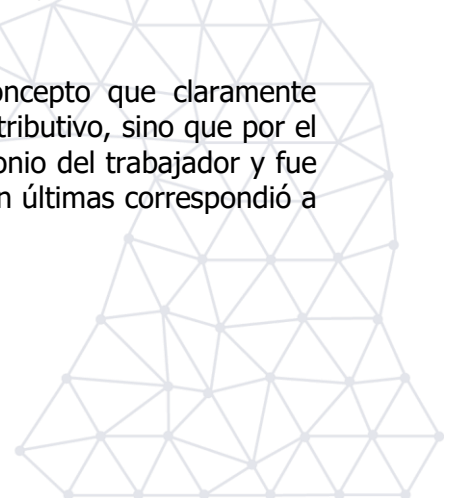 oncepto que claramente
tributivo, sino que por el
onio del trabajador y fue
n últimas correspondió a